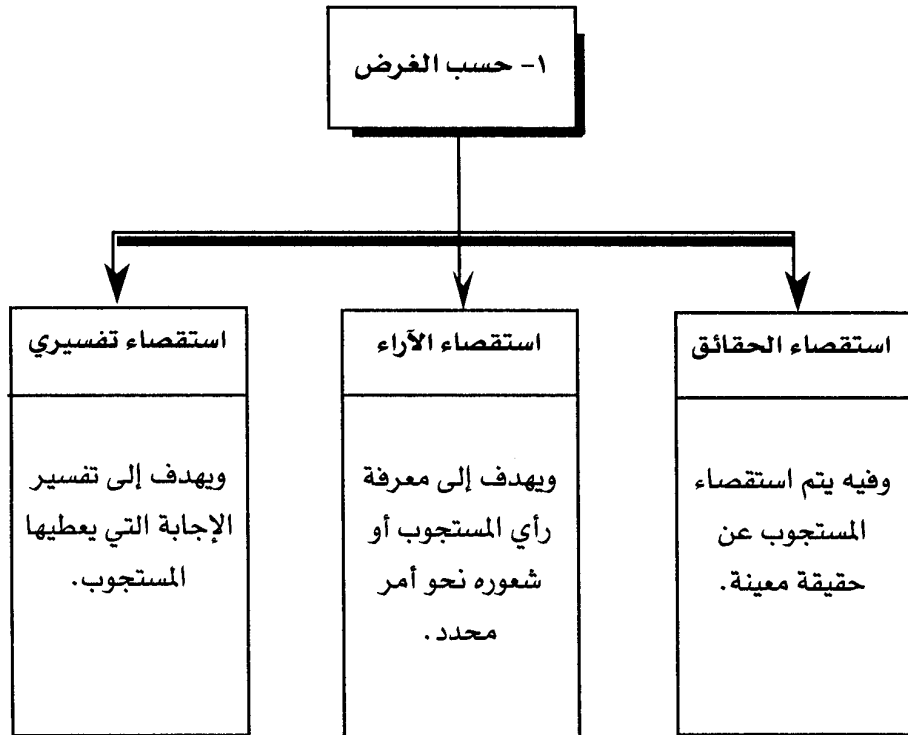 ١- حسب الغرض
استقصاء الحقائق
وفيه يتم استقصاء
المستجوب عن
حقيقة معينة.
استقصاء الآراء
ويهدف إلى معرفة
رأي المستجوب أو
شعوره نحو أمر
محدد.
استقصاء تفسيري
ويهدف إلى تفسير
الإجابة التي يعطيها
المستجوب.